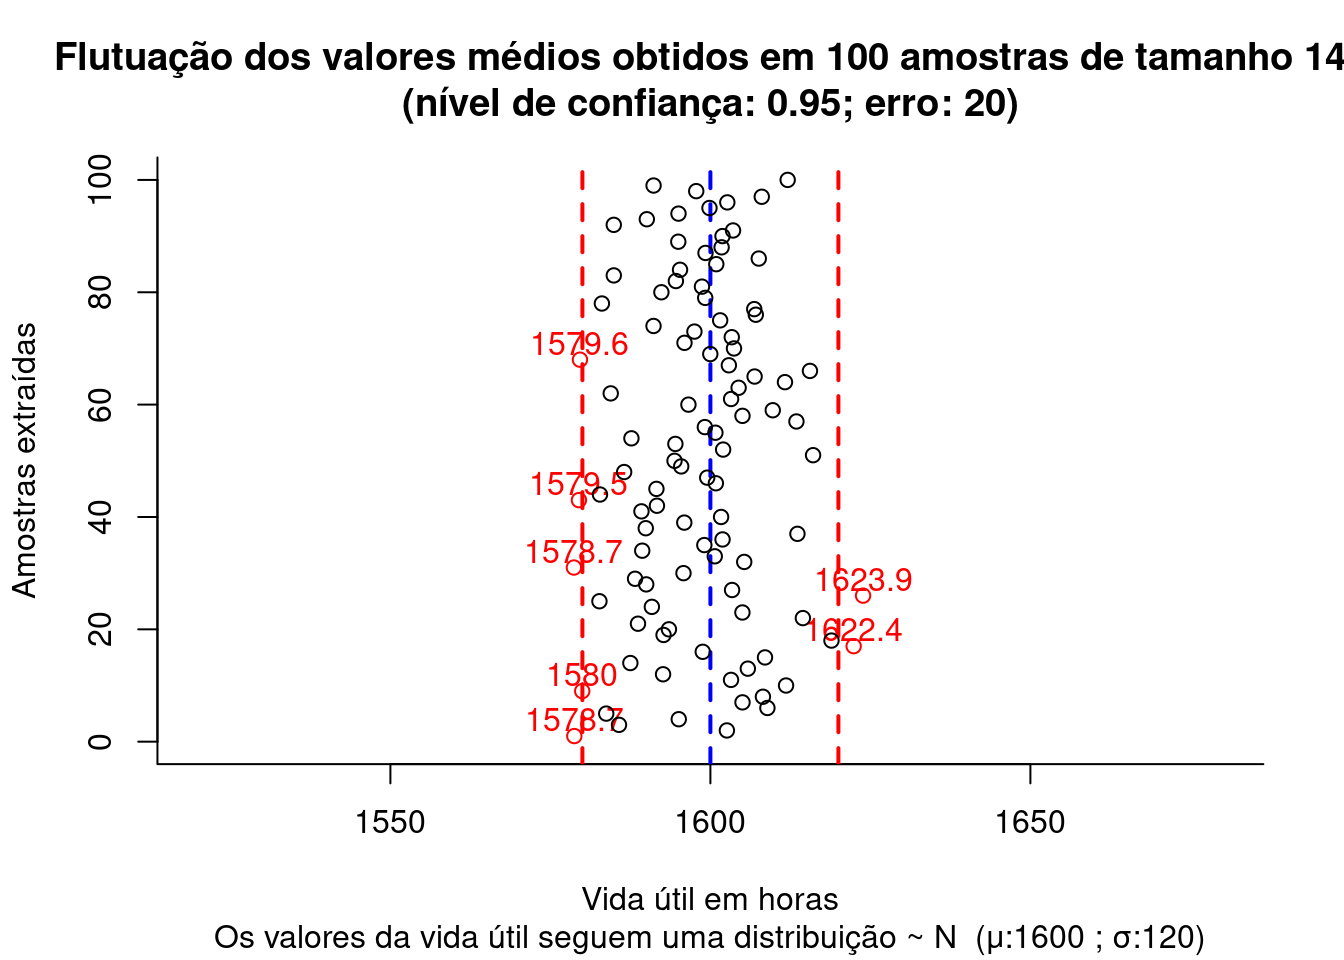 Flutuação dos valores médios obtidos em 100 amostras de tamanho 14
(nível de confiança: 0.95; erro: 20)
Amostras extraídas
100
80
60
40
20
0
1579.6
1579.5
1578.7
1623.9
1622.4
1580
1578.7
1550 1600 1650
Vida útil em horas
Os valores da vida útil seguem uma distribuição ~ N (μ:1600 ; σ:120)